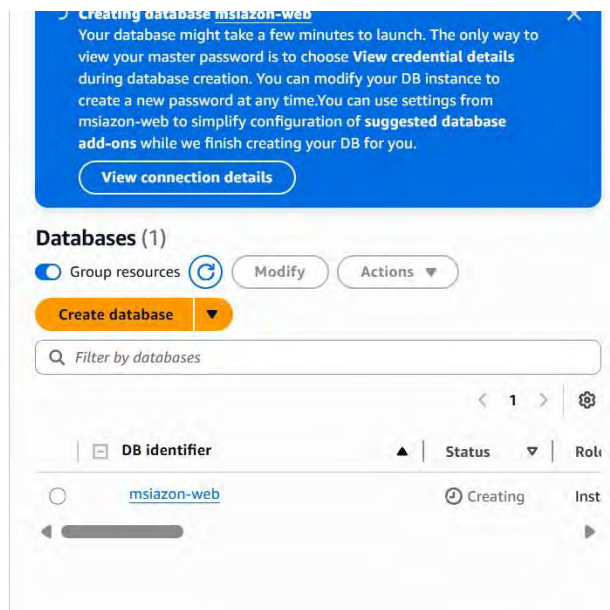 Creating database msiazon-web
Your database might take a few minutes to launch. The only way to
view your master password is to choose View credential details
during database creation. You can modify your DB instance to
create a new password at any time.You can use settings from
msiazon-web to simplify configuration of suggested database
add-ons while we finish creating your DB for you.
View connection details
Databases (1)
Group resources Modify Actions
Create database
Filter by databases
1
DB identifier Status Role
msiazon-web Creating Inst